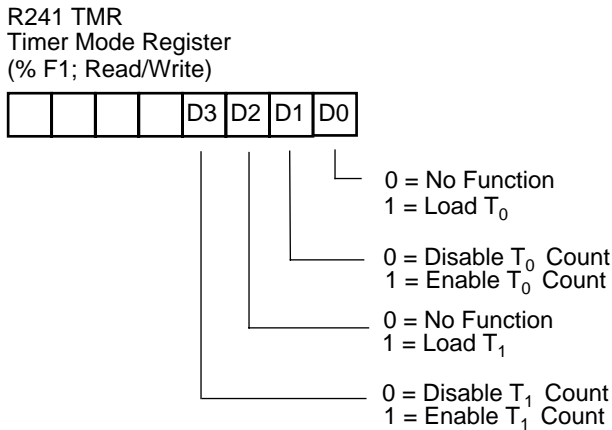 R241 TMR
Timer Mode Register
(% F1; Read/Write)
D3 D2 D1 D0
0 = No Function
1 = Load T₀
0 = Disable T₀ Count
1 = Enable T₀ Count
0 = No Function
1 = Load T₁
0 = Disable T₁ Count
1 = Enable T₁ Count